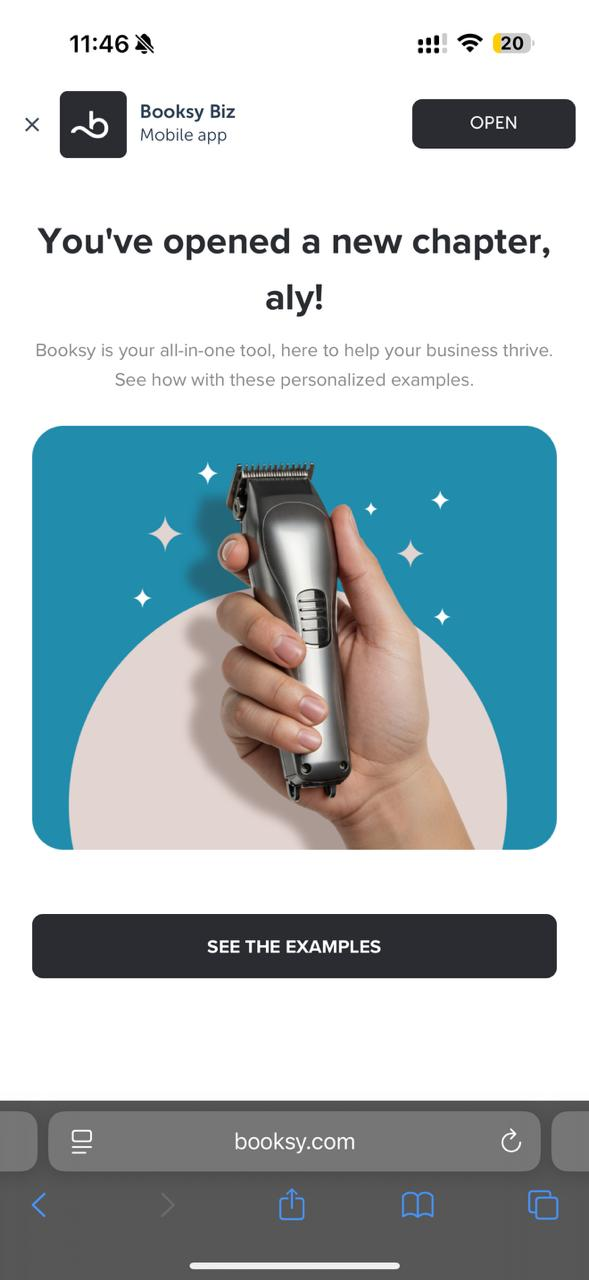 11:46
20
Booksy Biz
Mobile app
OPEN
You've opened a new chapter,
aly!
Booksy is your all-in-one tool, here to help your business thrive.
See how with these personalized examples.
SEE THE EXAMPLES
booksy.com